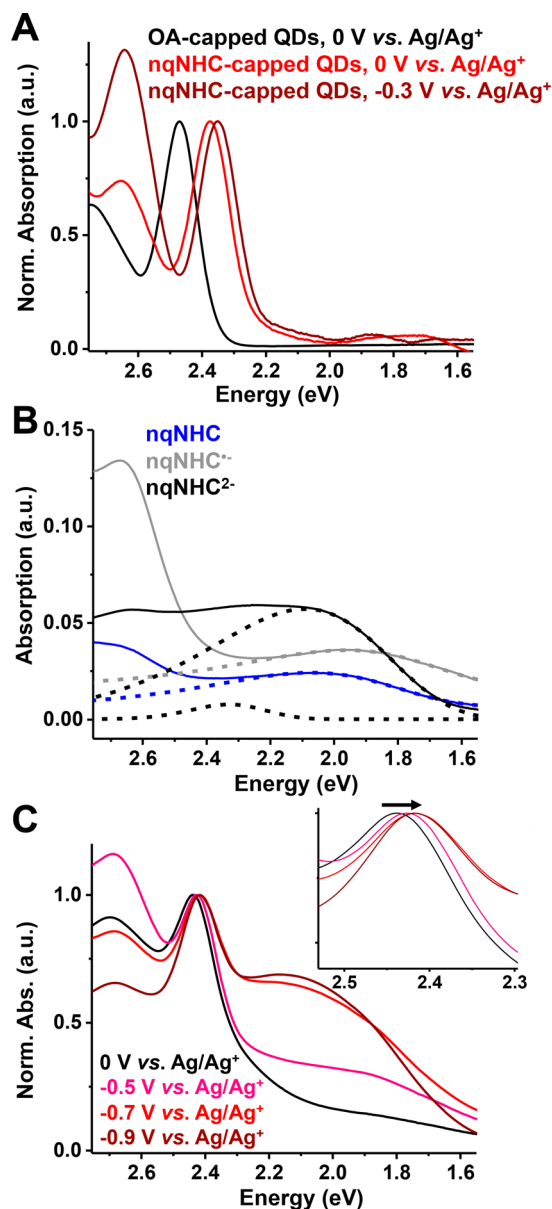 A
OA-capped QDs, 0 V vs. Ag/Ag+
nqNHC-capped QDs, 0 V vs. Ag/Ag+
nqNHC-capped QDs, -0.3 V vs. Ag/Ag+
Norm. Absorption (a.u.)
1.0
0.5
0.0
2.6 2.4 2.2 2.0 1.8 1.6
Energy (eV)
B
nqNHC
nqNHC•-
nqNHC2-
Absorption (a.u.)
0.15
0.10
0.05
0.00
2.6 2.4 2.2 2.0 1.8 1.6
Energy (eV)
C
2.5 2.4 2.3
Norm. Abs. (a.u.)
1.0
0.5
0.0
0 V vs. Ag/Ag+
-0.5 V vs. Ag/Ag+
-0.7 V vs. Ag/Ag+
-0.9 V vs. Ag/Ag+
2.6 2.4 2.2 2.0 1.8 1.6
Energy (eV)